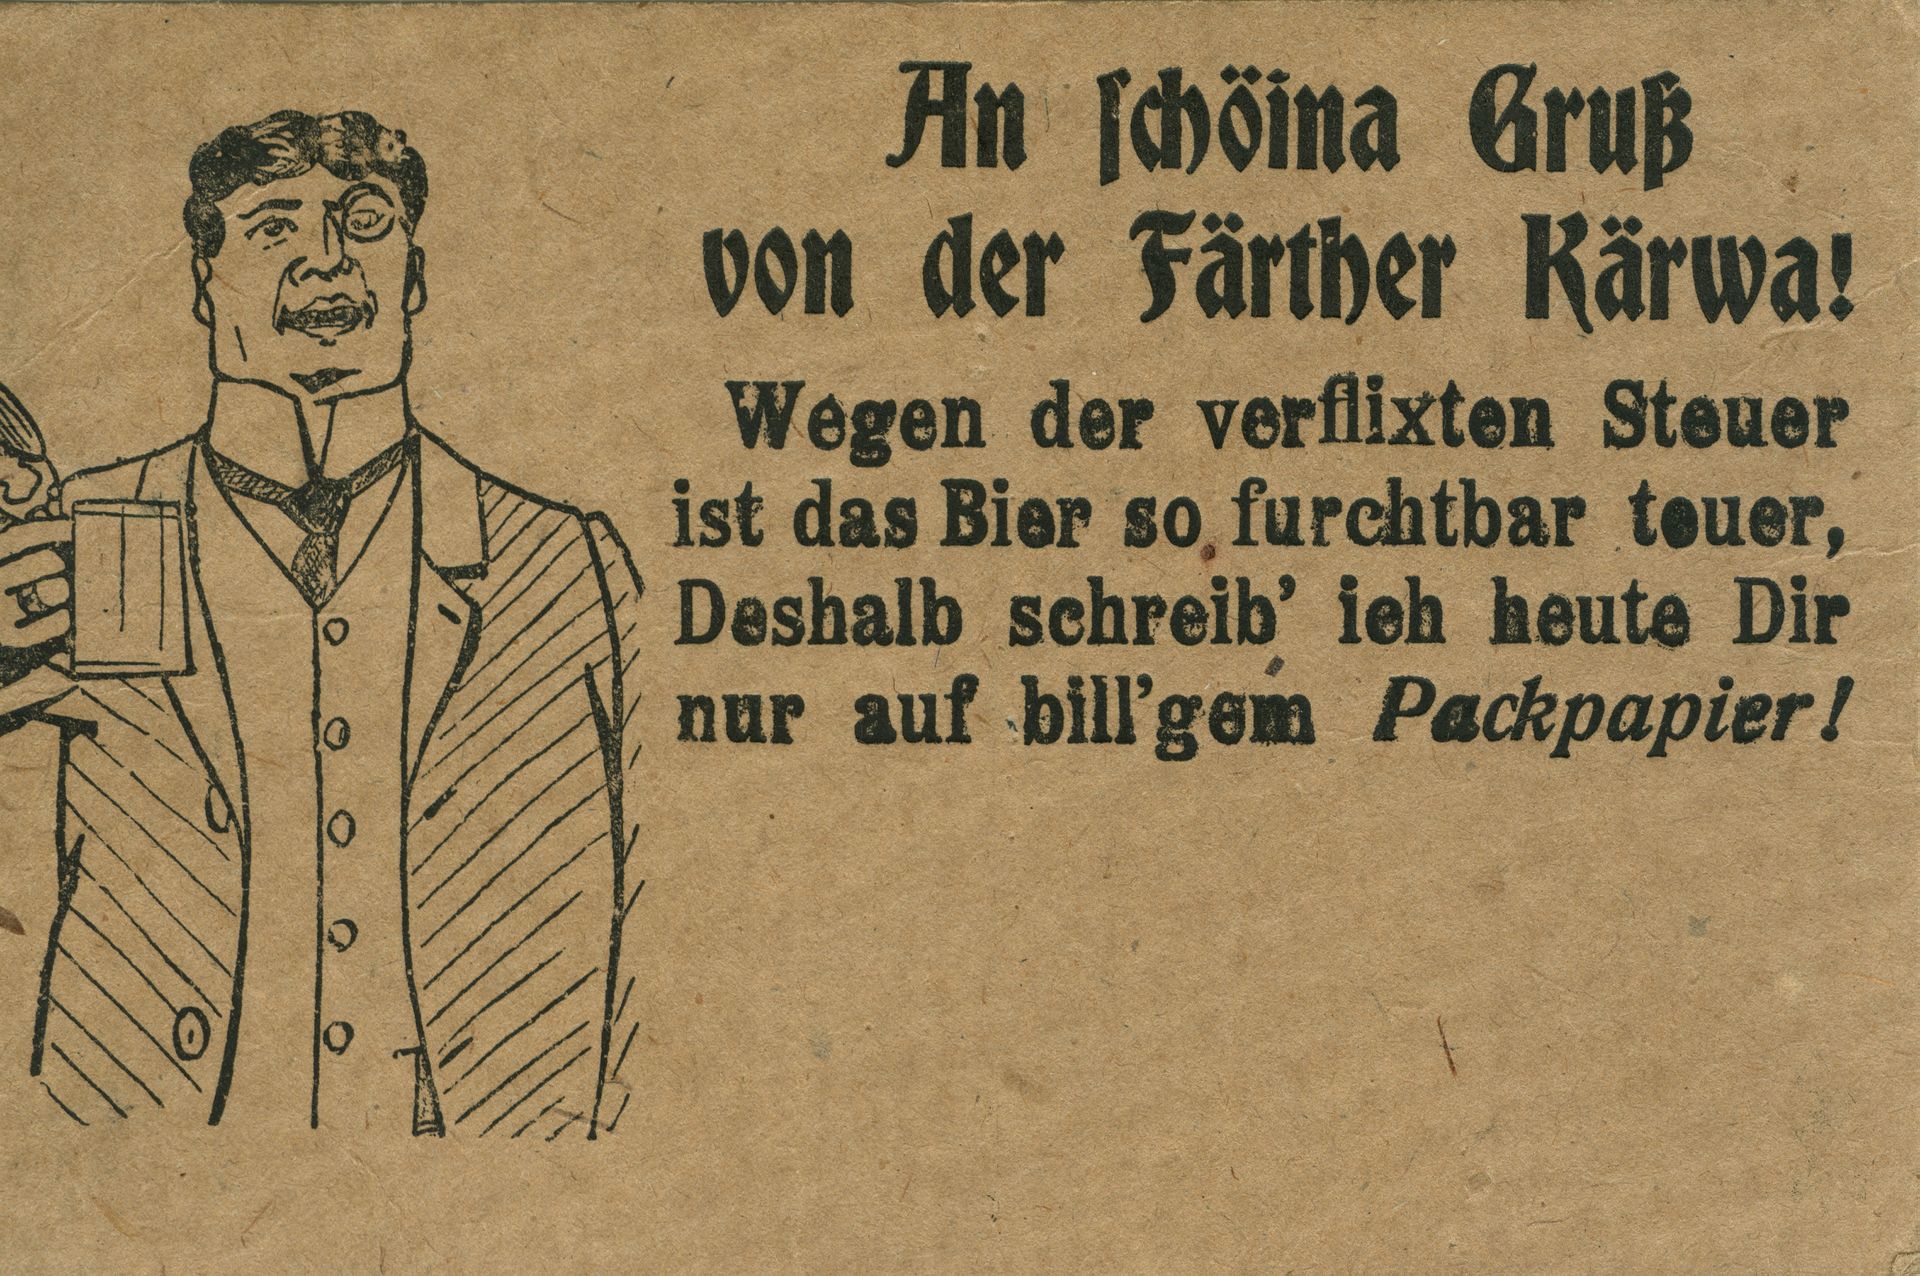 An ſchöina Gruß
von der Färther Kärwa!
Wegen der verflixten Steuer
ist das Bier so furchtbar teuer,
Deshalb schreib’ ich heute Dir
nur auf bill’gem Packpapier!